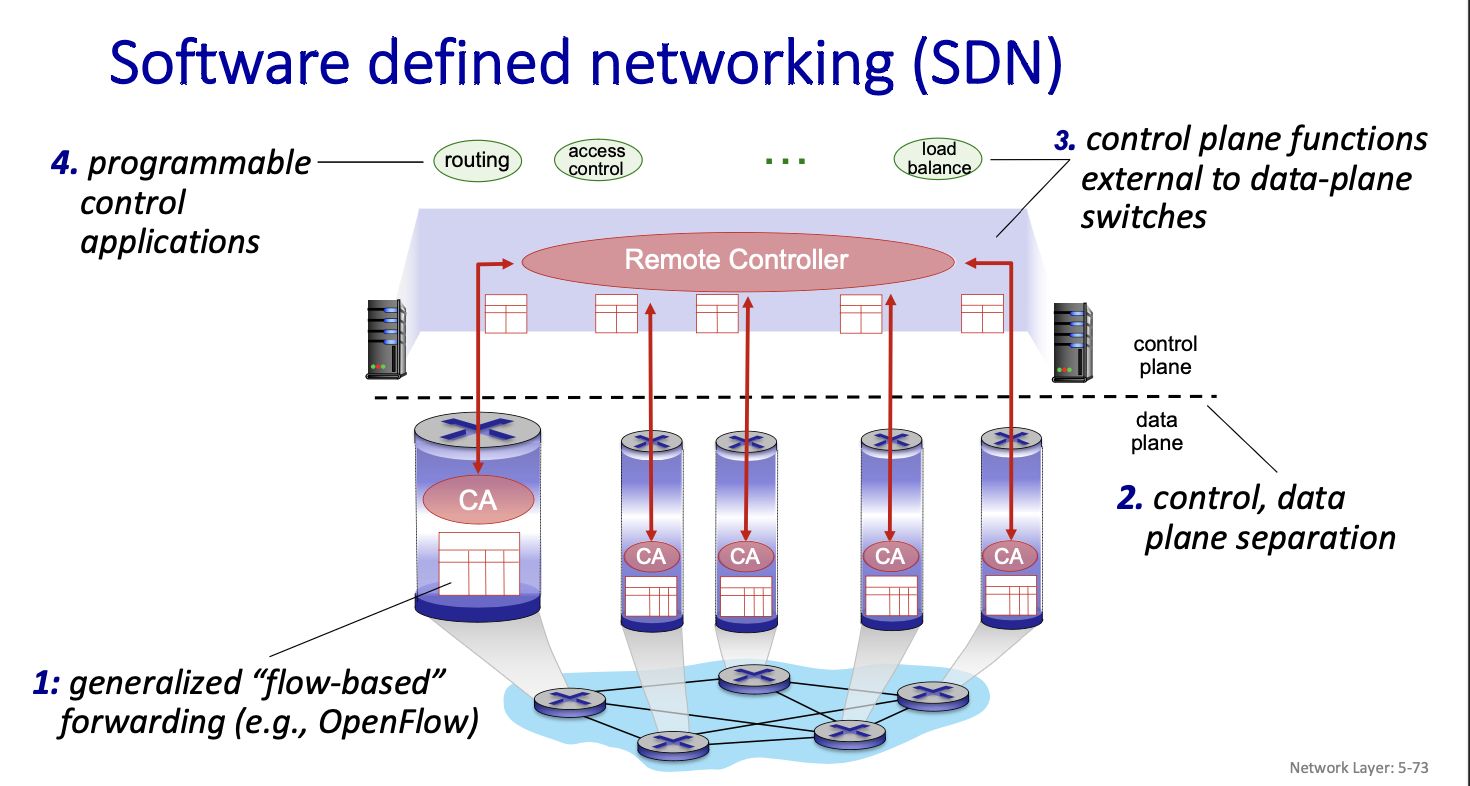 Software defined networking (SDN)
4. programmable
control
applications
routing
access
control
...
load
balance
3. control plane functions
external to data-plane
switches
Remote Controller
control
plane
data
plane
2. control, data
plane separation
CA
CA
CA
CA
CA
1: generalized “flow-based”
forwarding (e.g., OpenFlow)
Network Layer: 5-73